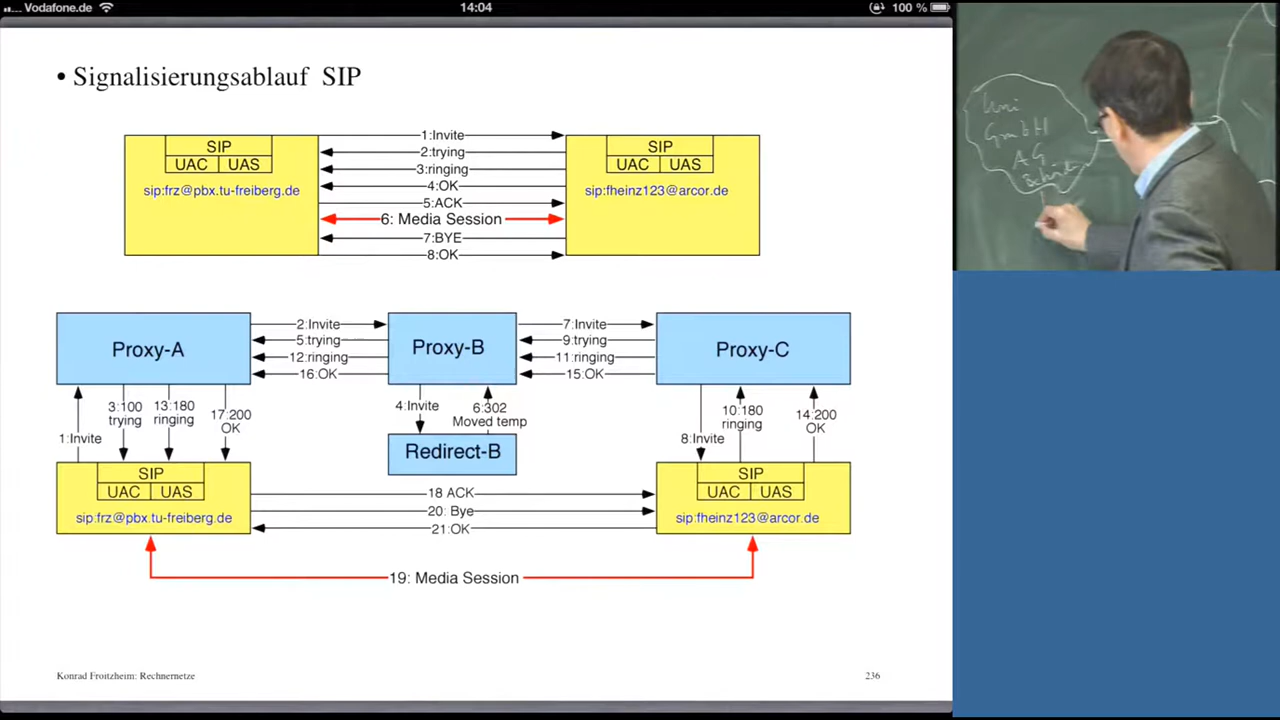 Vodafone.de
14:04
100 %
• Signalisierungsablauf SIP
SIP
UAC UAS
sip:frz@pbx.tu-freiberg.de
1:Invite
2:trying
3:ringing
4:OK
5:ACK
6: Media Session
7:BYE
8:OK
SIP
UAC UAS
sip:fheinz123@arcor.de
Proxy-A
2:Invite
5:trying
12:ringing
16:OK
Proxy-B
7:Invite
9:trying
11:ringing
15:OK
Proxy-C
1:Invite
3:100
trying
13:180
ringing
17:200
OK
4:Invite
6:302
Moved temp
Redirect-B
8:Invite
10:180
ringing
14:200
OK
SIP
UAC UAS
sip:frz@pbx.tu-freiberg.de
18 ACK
20: Bye
21:OK
SIP
UAC UAS
sip:fheinz123@arcor.de
19: Media Session
Konrad Froitzheim: Rechnernetze
236
Uni
GmbH
AG